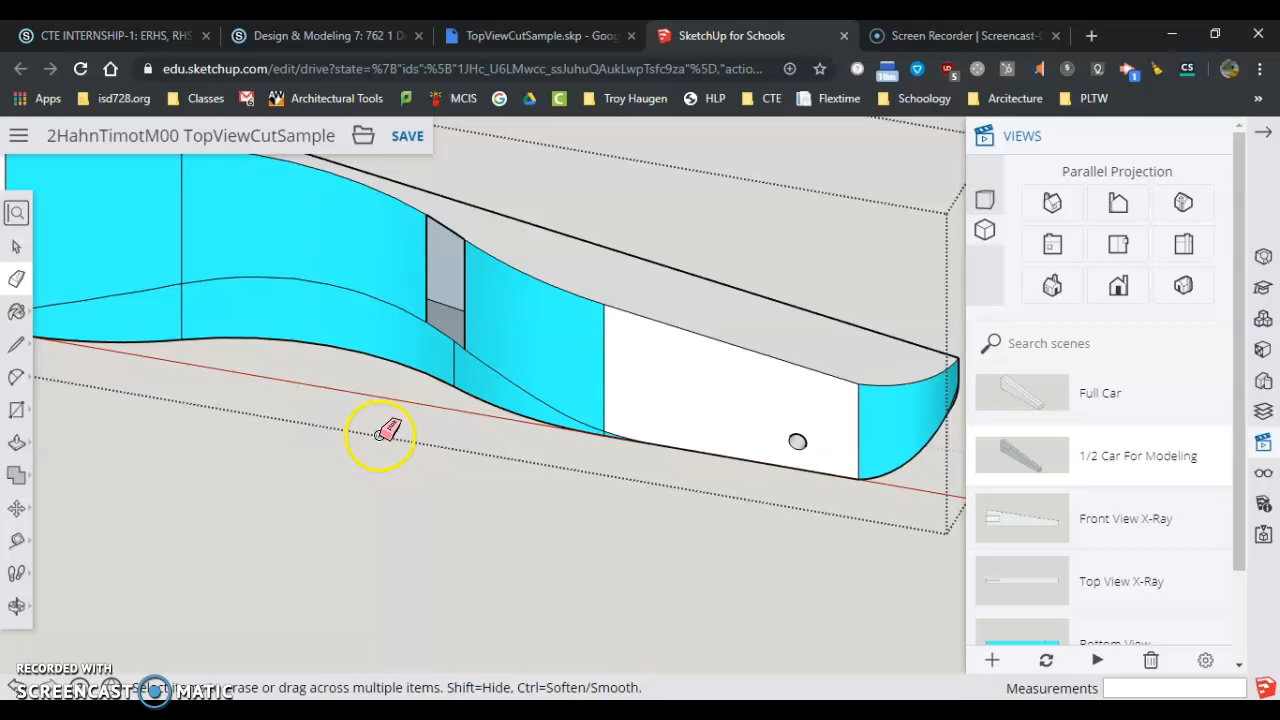 CTE INTERNSHIP-1: ERHS, RHS
Design & Modeling 7: 762 1 D
TopViewCutSample.skp - Goog
SketchUp for Schools
Screen Recorder | Screencast-O
edu.sketchup.com/edit/drive?state=%7B"ids"%3A%5B"1JHc_U6LMwcc_ssJuhuQAukLwpTsfc9za"%5D,"actio...
Apps
isd728.org
Classes
Architectural Tools
MCIS
Troy Haugen
HLP
CTE
Flextime
Schoology
Arcitecture
PLTW
»
2HahnTimotM00 TopViewCutSample
SAVE
VIEWS
Parallel Projection
Search scenes
Full Car
1/2 Car For Modeling
Front View X-Ray
Top View X-Ray
Bottom View
RECORDED WITH
SCREENCAST MATIC
erase or drag across multiple items. Shift=Hide, Ctrl=Soften/Smooth.
Measurements